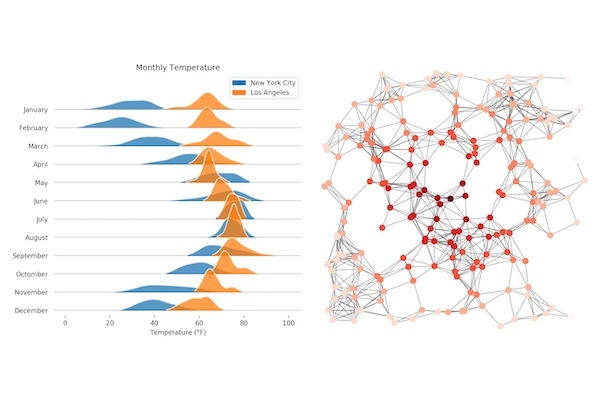 Monthly Temperature
New York City
Los Angeles
January
February
March
April
May
June
July
August
September
Octomber
November
December
0 20 40 60 80 100
Temperature (°F)